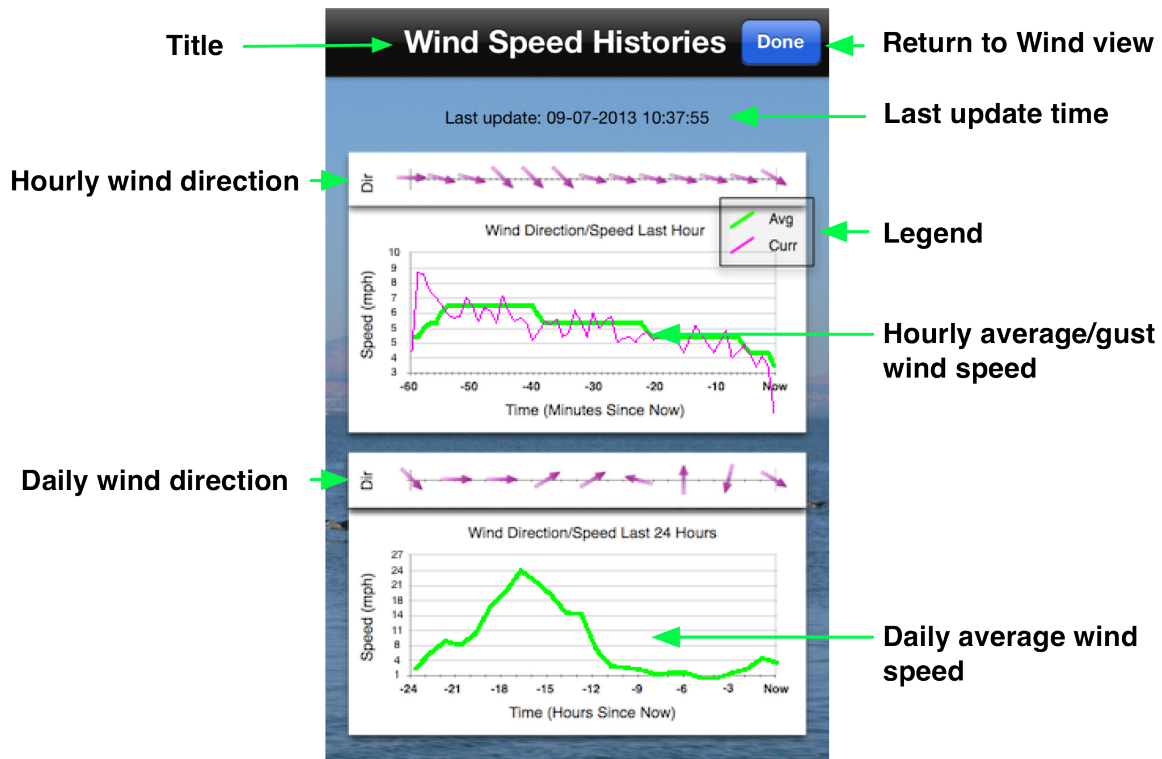 Title
Wind Speed Histories
Done
Return to Wind view
Last update: 09-07-2013 10:37:55
Last update time
Hourly wind direction
Dir
Wind Direction/Speed Last Hour
Avg
Curr
Legend
Speed (mph)
10
9
8
7
6
5
4
3
-60 -50 -40 -30 -20 -10 Now
Time (Minutes Since Now)
Hourly average/gust
wind speed
Daily wind direction
Dir
Wind Direction/Speed Last 24 Hours
Speed (mph)
27
24
21
18
14
11
8
4
1
-24 -21 -18 -15 -12 -9 -6 -3 Now
Time (Hours Since Now)
Daily average wind
speed